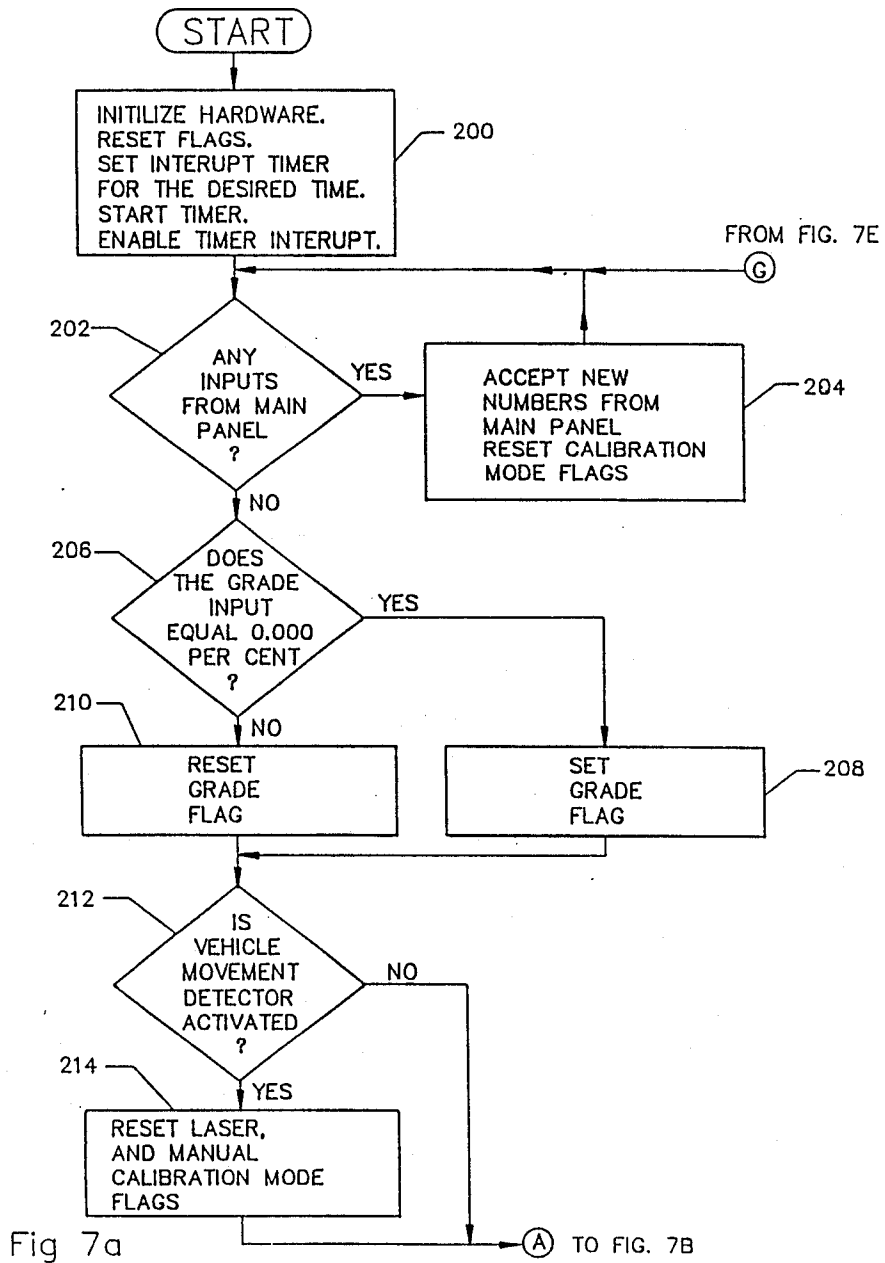 START
INITILIZE HARDWARE.
RESET FLAGS.
SET INTERUPT TIMER
FOR THE DESIRED TIME.
START TIMER.
ENABLE TIMER INTERUPT.
200
FROM FIG. 7E
G
202
ANY
INPUTS
FROM MAIN
PANEL
?
YES
ACCEPT NEW
NUMBERS FROM
MAIN PANEL
RESET CALIBRATION
MODE FLAGS
204
NO
206
DOES
THE GRADE
INPUT
EQUAL 0.000
PER CENT
?
YES
210
NO
RESET
GRADE
FLAG
SET
GRADE
FLAG
208
212
IS
VEHICLE
MOVEMENT
DETECTOR
ACTIVATED
?
NO
214
YES
RESET LASER,
AND MANUAL
CALIBRATION MODE
FLAGS
Fig 7a
A TO FIG. 7B